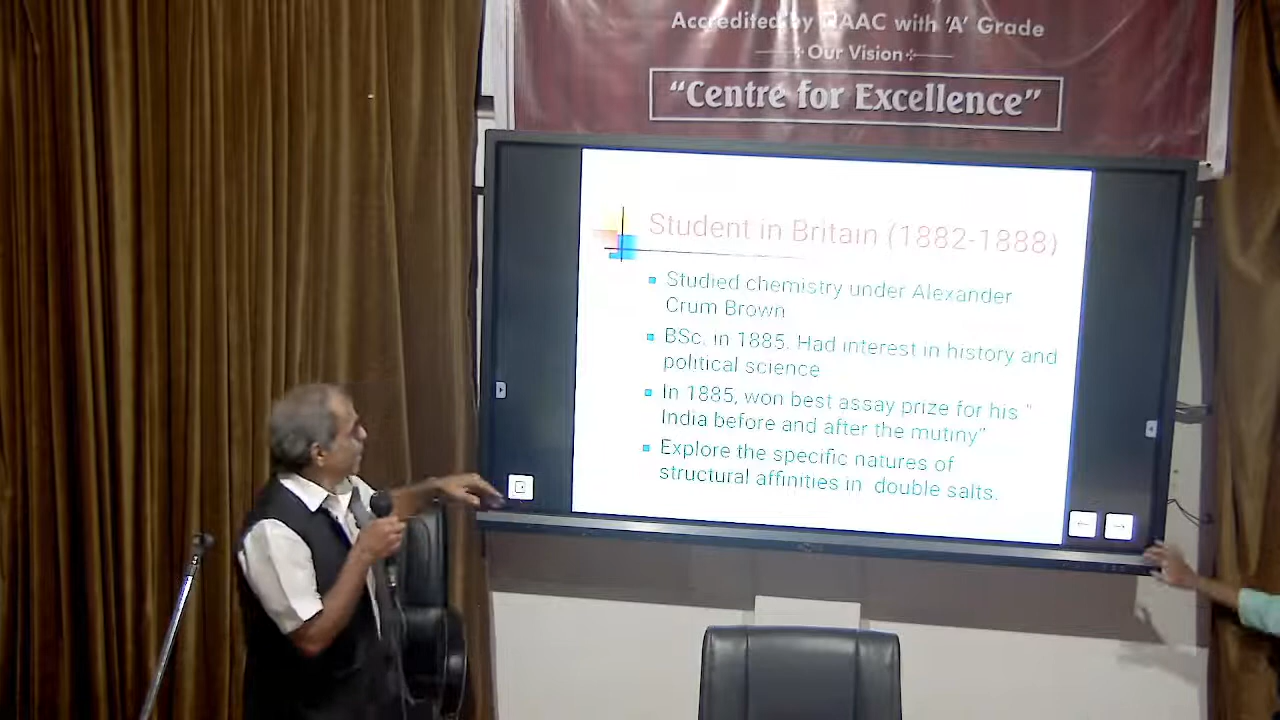 Accredited by NAAC with ‘A’ Grade
Our Vision
“Centre for Excellence”
Student in Britain (1882-1888)
Studied chemistry under Alexander
Crum Brown
BSc. in 1885. Had interest in history and
political science
In 1885, won best assay prize for his “
India before and after the mutiny”
Explore the specific natures of
structural affinities in double salts.